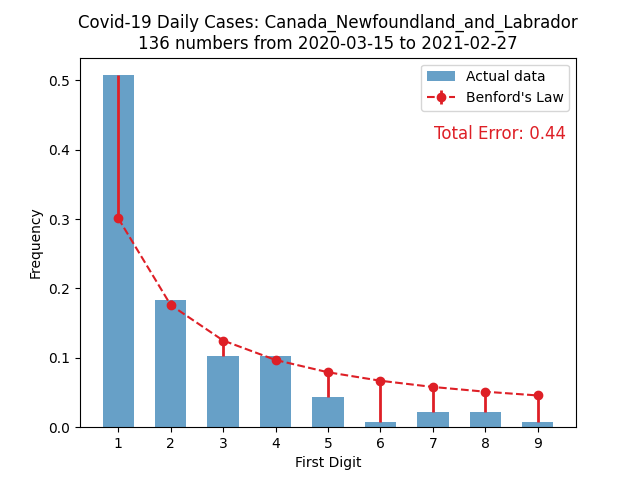 Covid-19 Daily Cases: Canada_Newfoundland_and_Labrador
136 numbers from 2020-03-15 to 2021-02-27
Actual data
Benford's Law
Total Error: 0.44
Frequency
0.5
0.4
0.3
0.2
0.1
0.0
1 2 3 4 5 6 7 8 9
First Digit